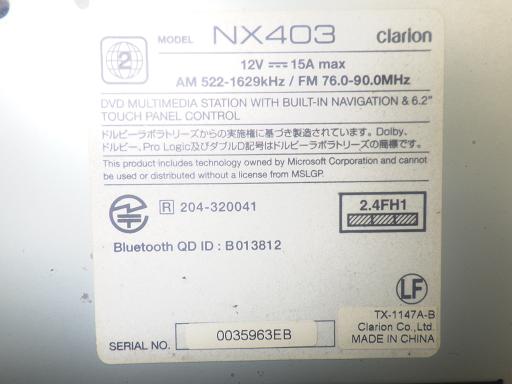 2 MODEL NX403 clarion
12V ⎓ 15A max
AM 522-1629kHz / FM 76.0-90.0MHz
DVD MULTIMEDIA STATION WITH BUILT-IN NAVIGATION & 6.2"
TOUCH PANEL CONTROL
ドルビーラボラトリーズからの実施権に基づき製造されています。Dolby、
ドルビー、Pro Logic及びダブルD記号はドルビーラボラトリーズの商標です。
This product includes technology owned by Microsoft Corporation and cannot
be used or distributed without a license from MSLGP.
R 204-320041
2.4FH1
Bluetooth QD ID : B013812
LF
TX-1147A-B
Clarion Co.,Ltd.
MADE IN CHINA
SERIAL NO. 0035963EB